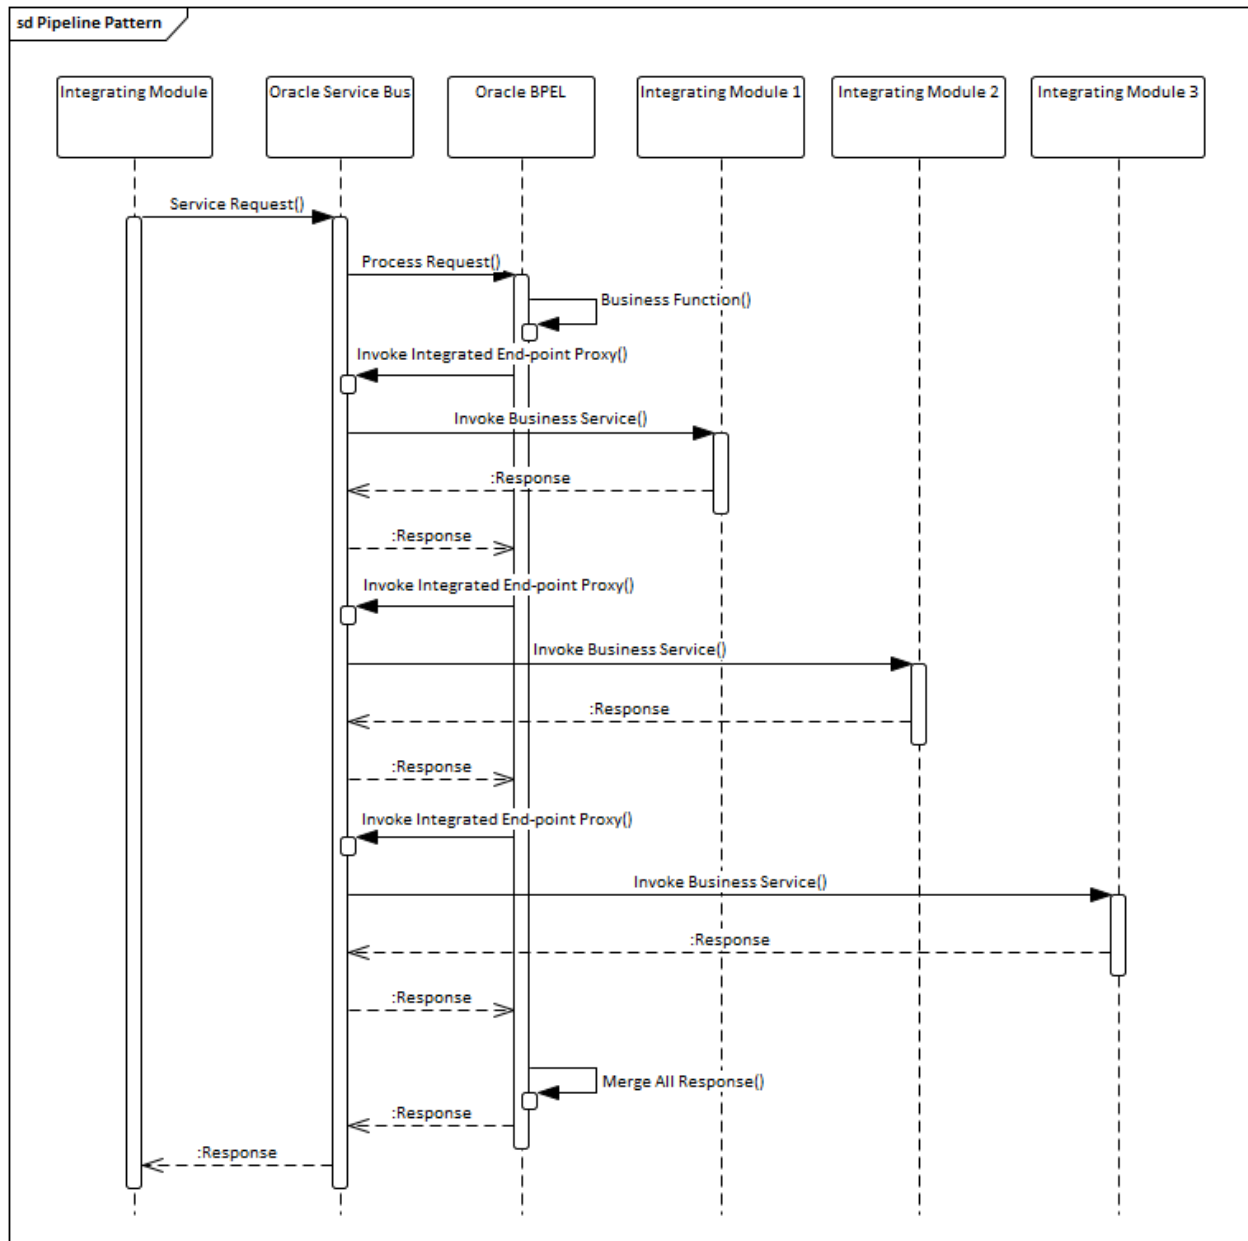 sd Pipeline Pattern
Integrating Module
Oracle Service Bus
Oracle BPEL
Integrating Module 1
Integrating Module 2
Integrating Module 3
Service Request()
Process Request()
Business Function()
Invoke Integrated End-point Proxy()
Invoke Business Service()
:Response
:Response
Invoke Integrated End-point Proxy()
Invoke Business Service()
:Response
:Response
Invoke Integrated End-point Proxy()
Invoke Business Service()
:Response
:Response
Merge All Response()
:Response
:Response